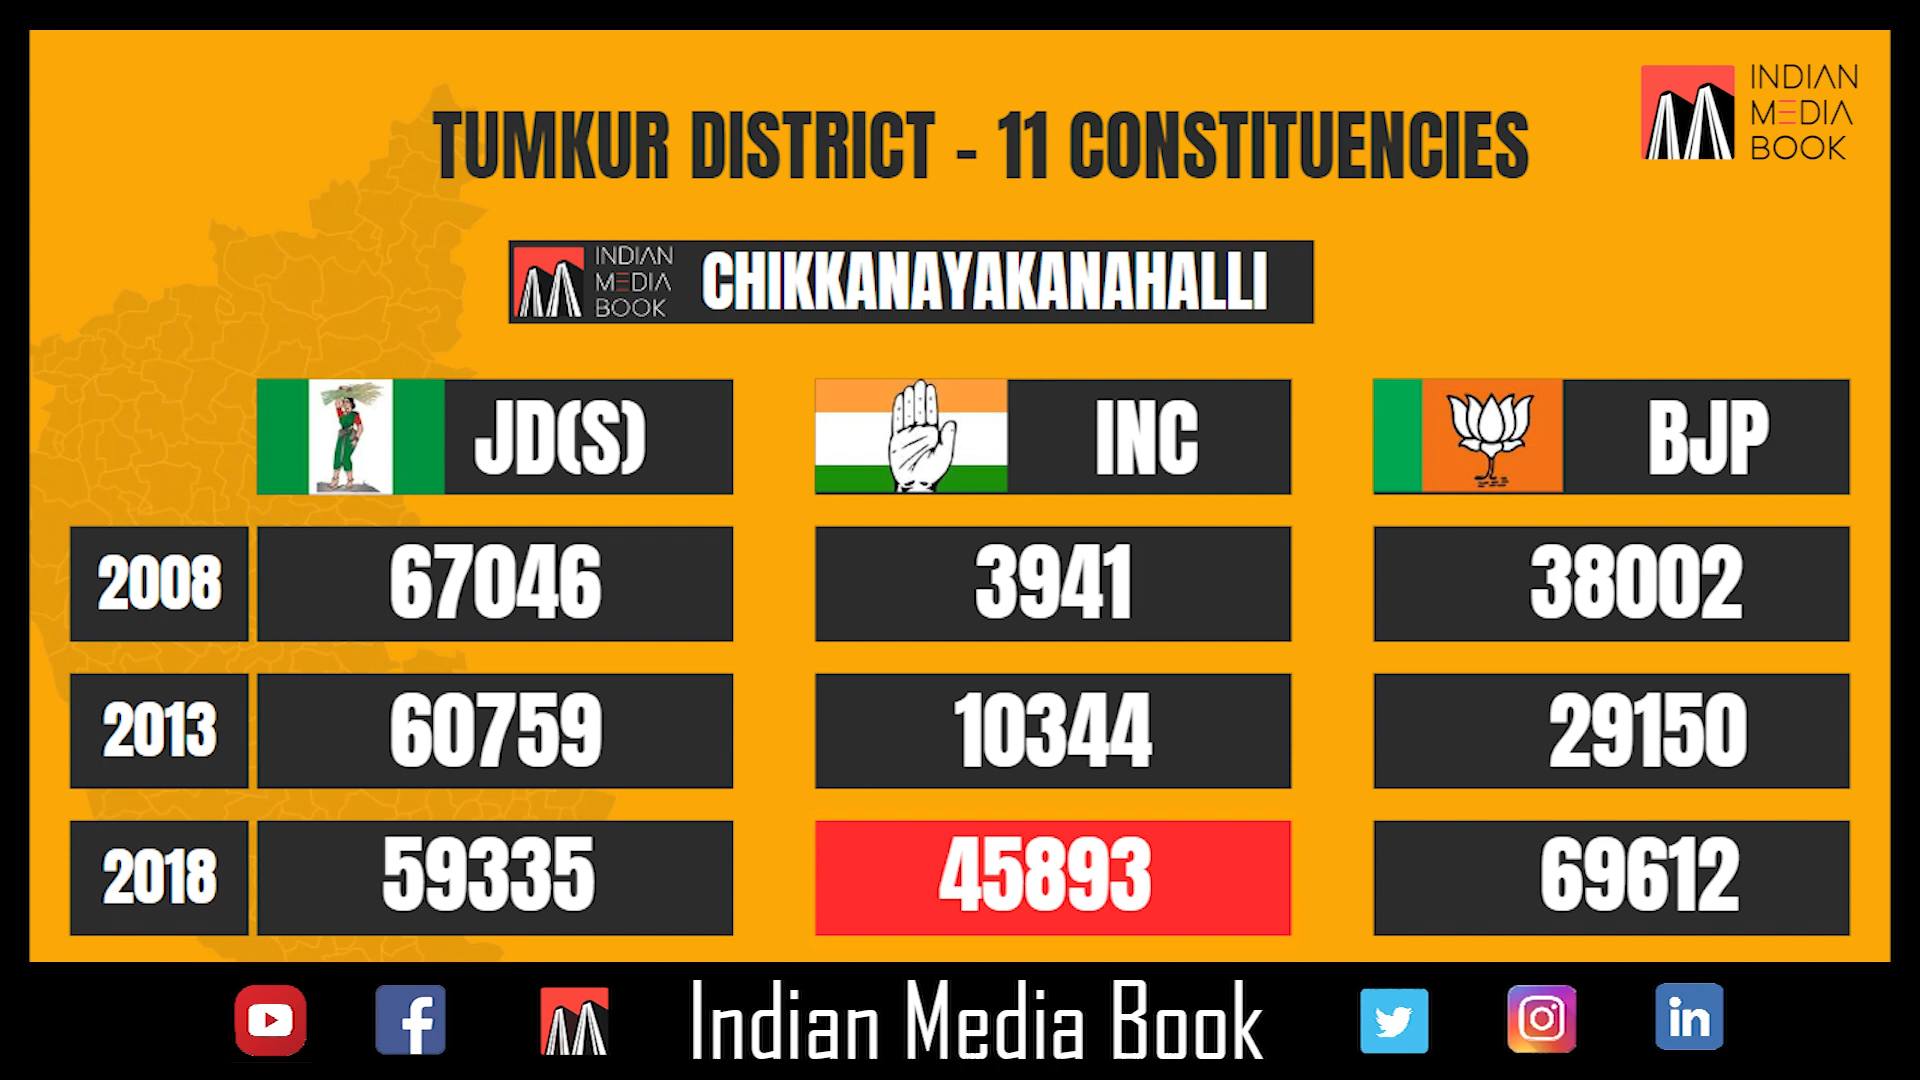 TUMKUR DISTRICT - 11 CONSTITUENCIES
INDIAN
MEDIA
BOOK
INDIAN
MEDIA
BOOK
CHIKKANAYAKANAHALLI
JD(S) INC BJP
2008 67046 3941 38002
2013 60759 10344 29150
2018 59335 45893 69612
Indian Media Book